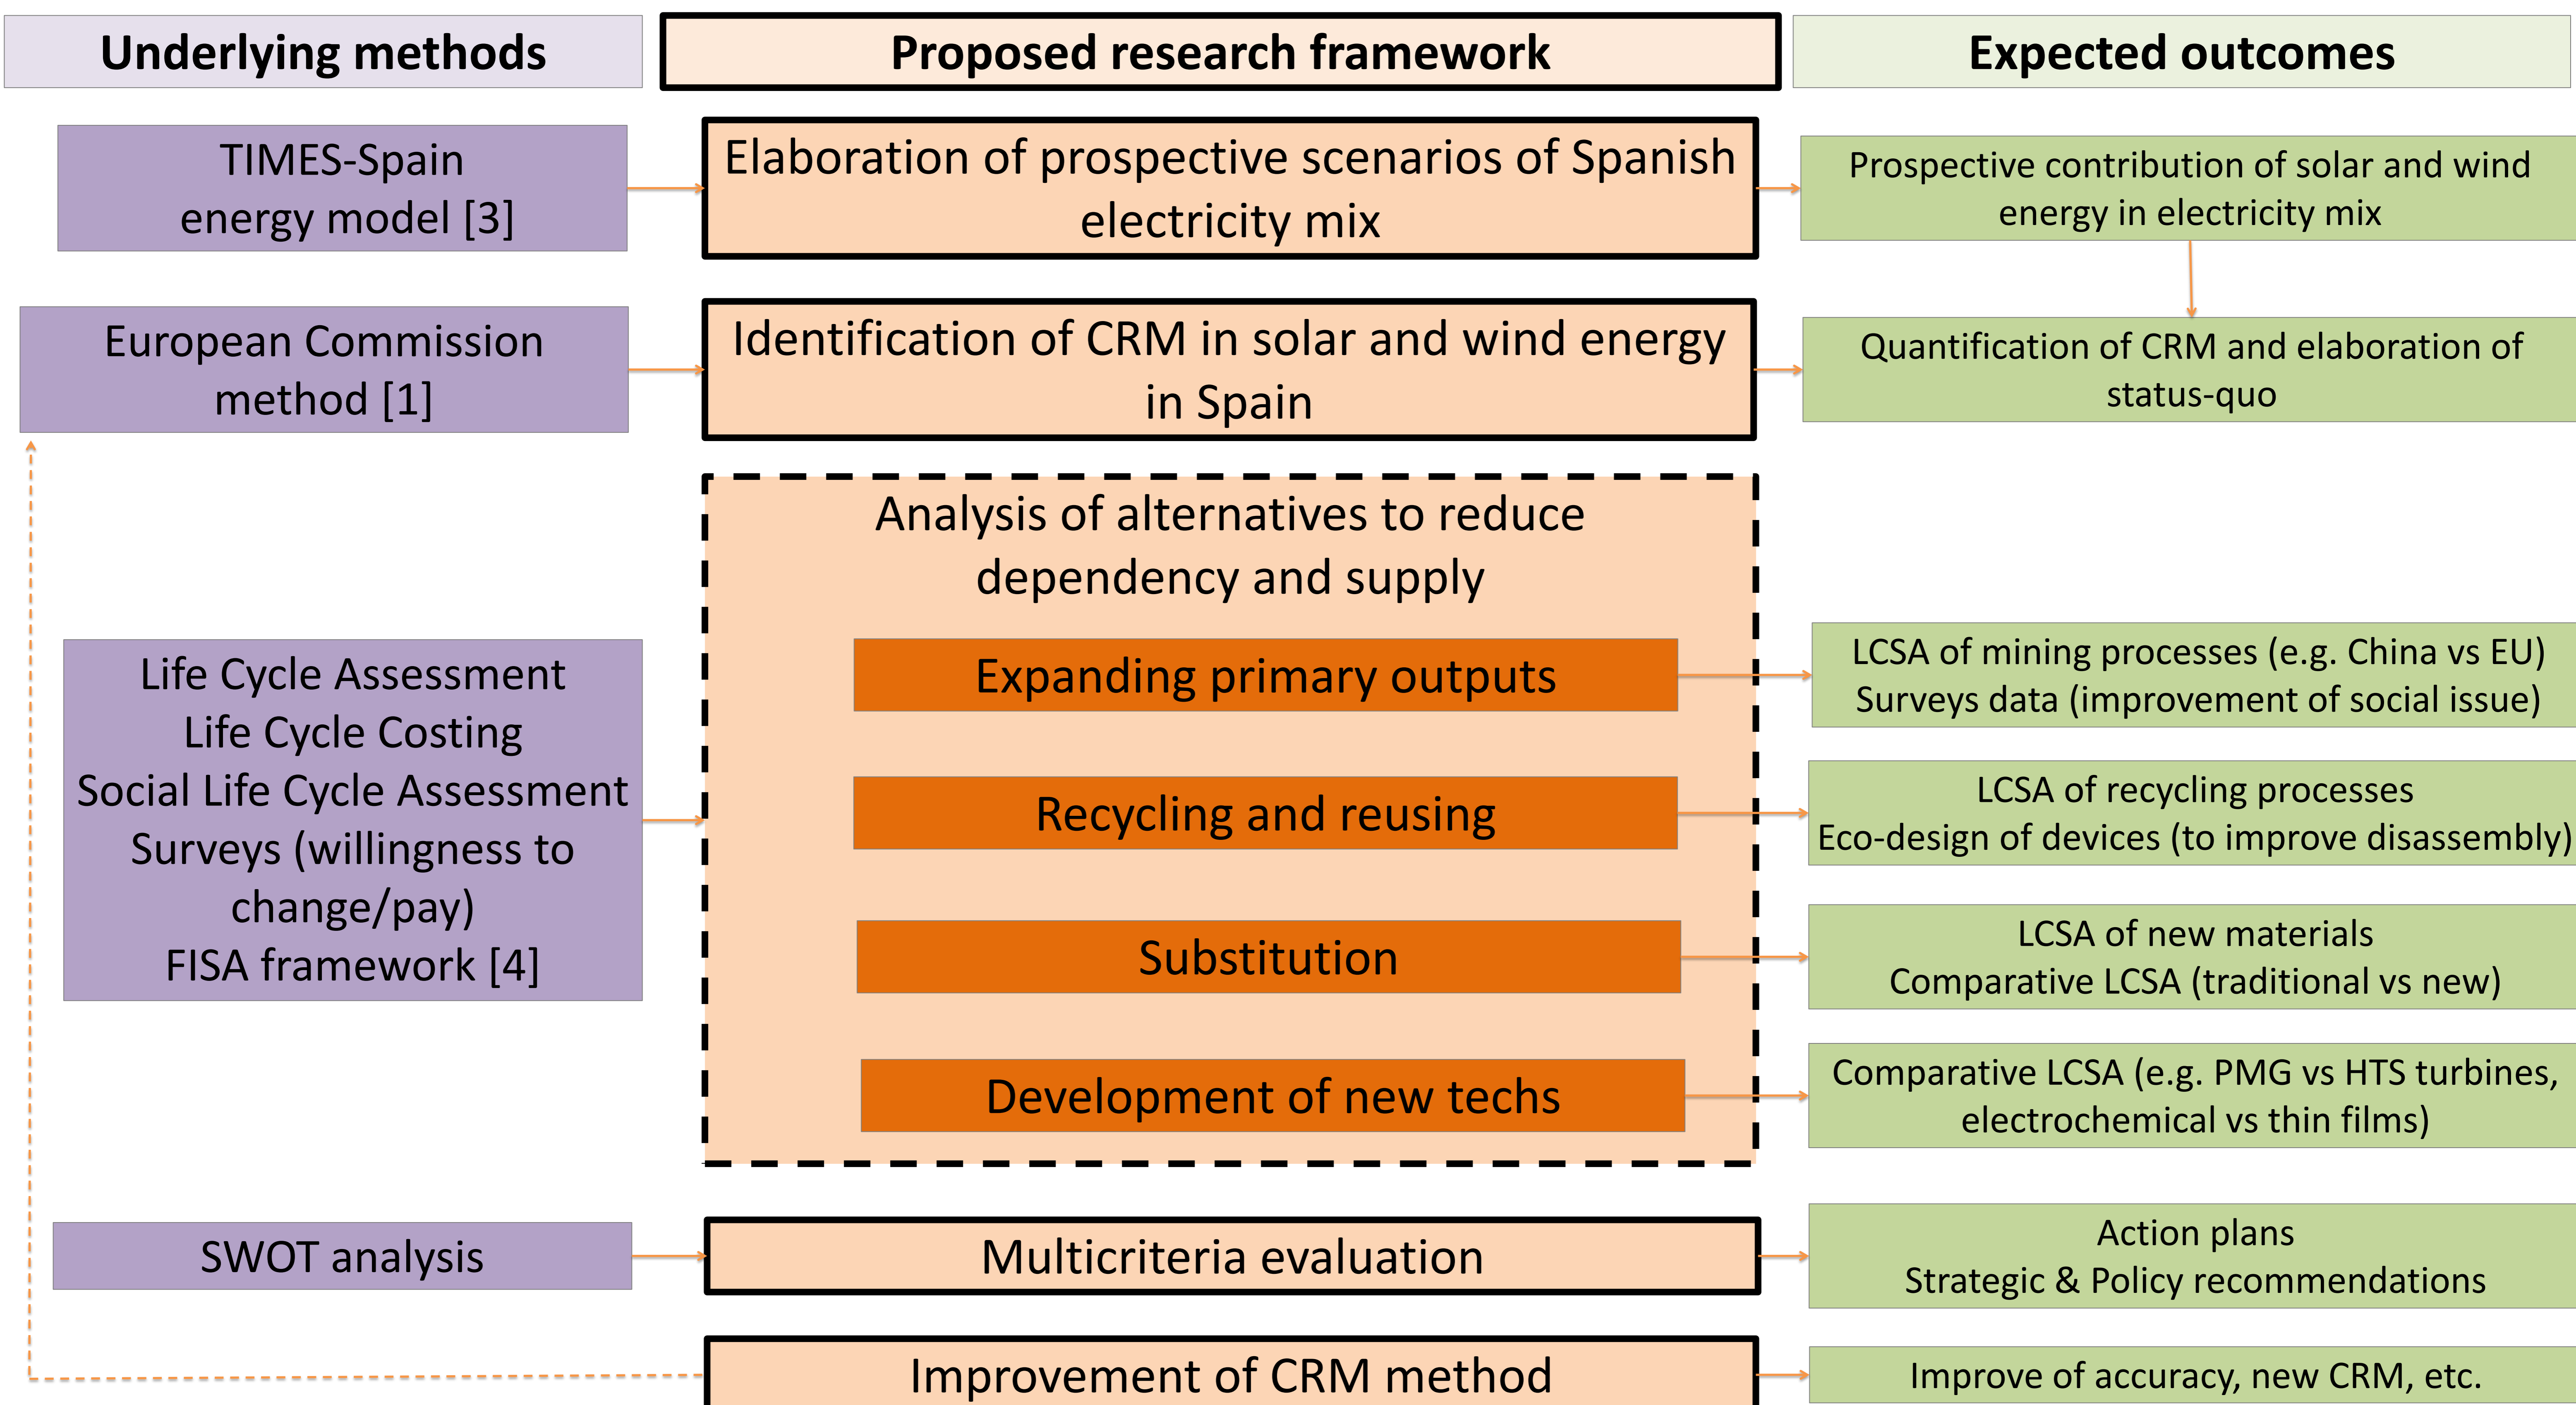 Underlying methods
Proposed research framework
Expected outcomes
TIMES-Spain
energy model [3]
Elaboration of prospective scenarios of Spanish
electricity mix
Prospective contribution of solar and wind
energy in electricity mix
European Commission
method [1]
Identification of CRM in solar and wind energy
in Spain
Quantification of CRM and elaboration of
status-quo
Life Cycle Assessment
Life Cycle Costing
Social Life Cycle Assessment
Surveys (willingness to
change/pay)
FISA framework [4]
Analysis of alternatives to reduce
dependency and supply
Expanding primary outputs
LCSA of mining processes (e.g. China vs EU)
Surveys data (improvement of social issue)
Recycling and reusing
LCSA of recycling processes
Eco-design of devices (to improve disassembly)
Substitution
LCSA of new materials
Comparative LCSA (traditional vs new)
Development of new techs
Comparative LCSA (e.g. PMG vs HTS turbines,
electrochemical vs thin films)
SWOT analysis
Multicriteria evaluation
Action plans
Strategic & Policy recommendations
Improvement of CRM method
Improve of accuracy, new CRM, etc.